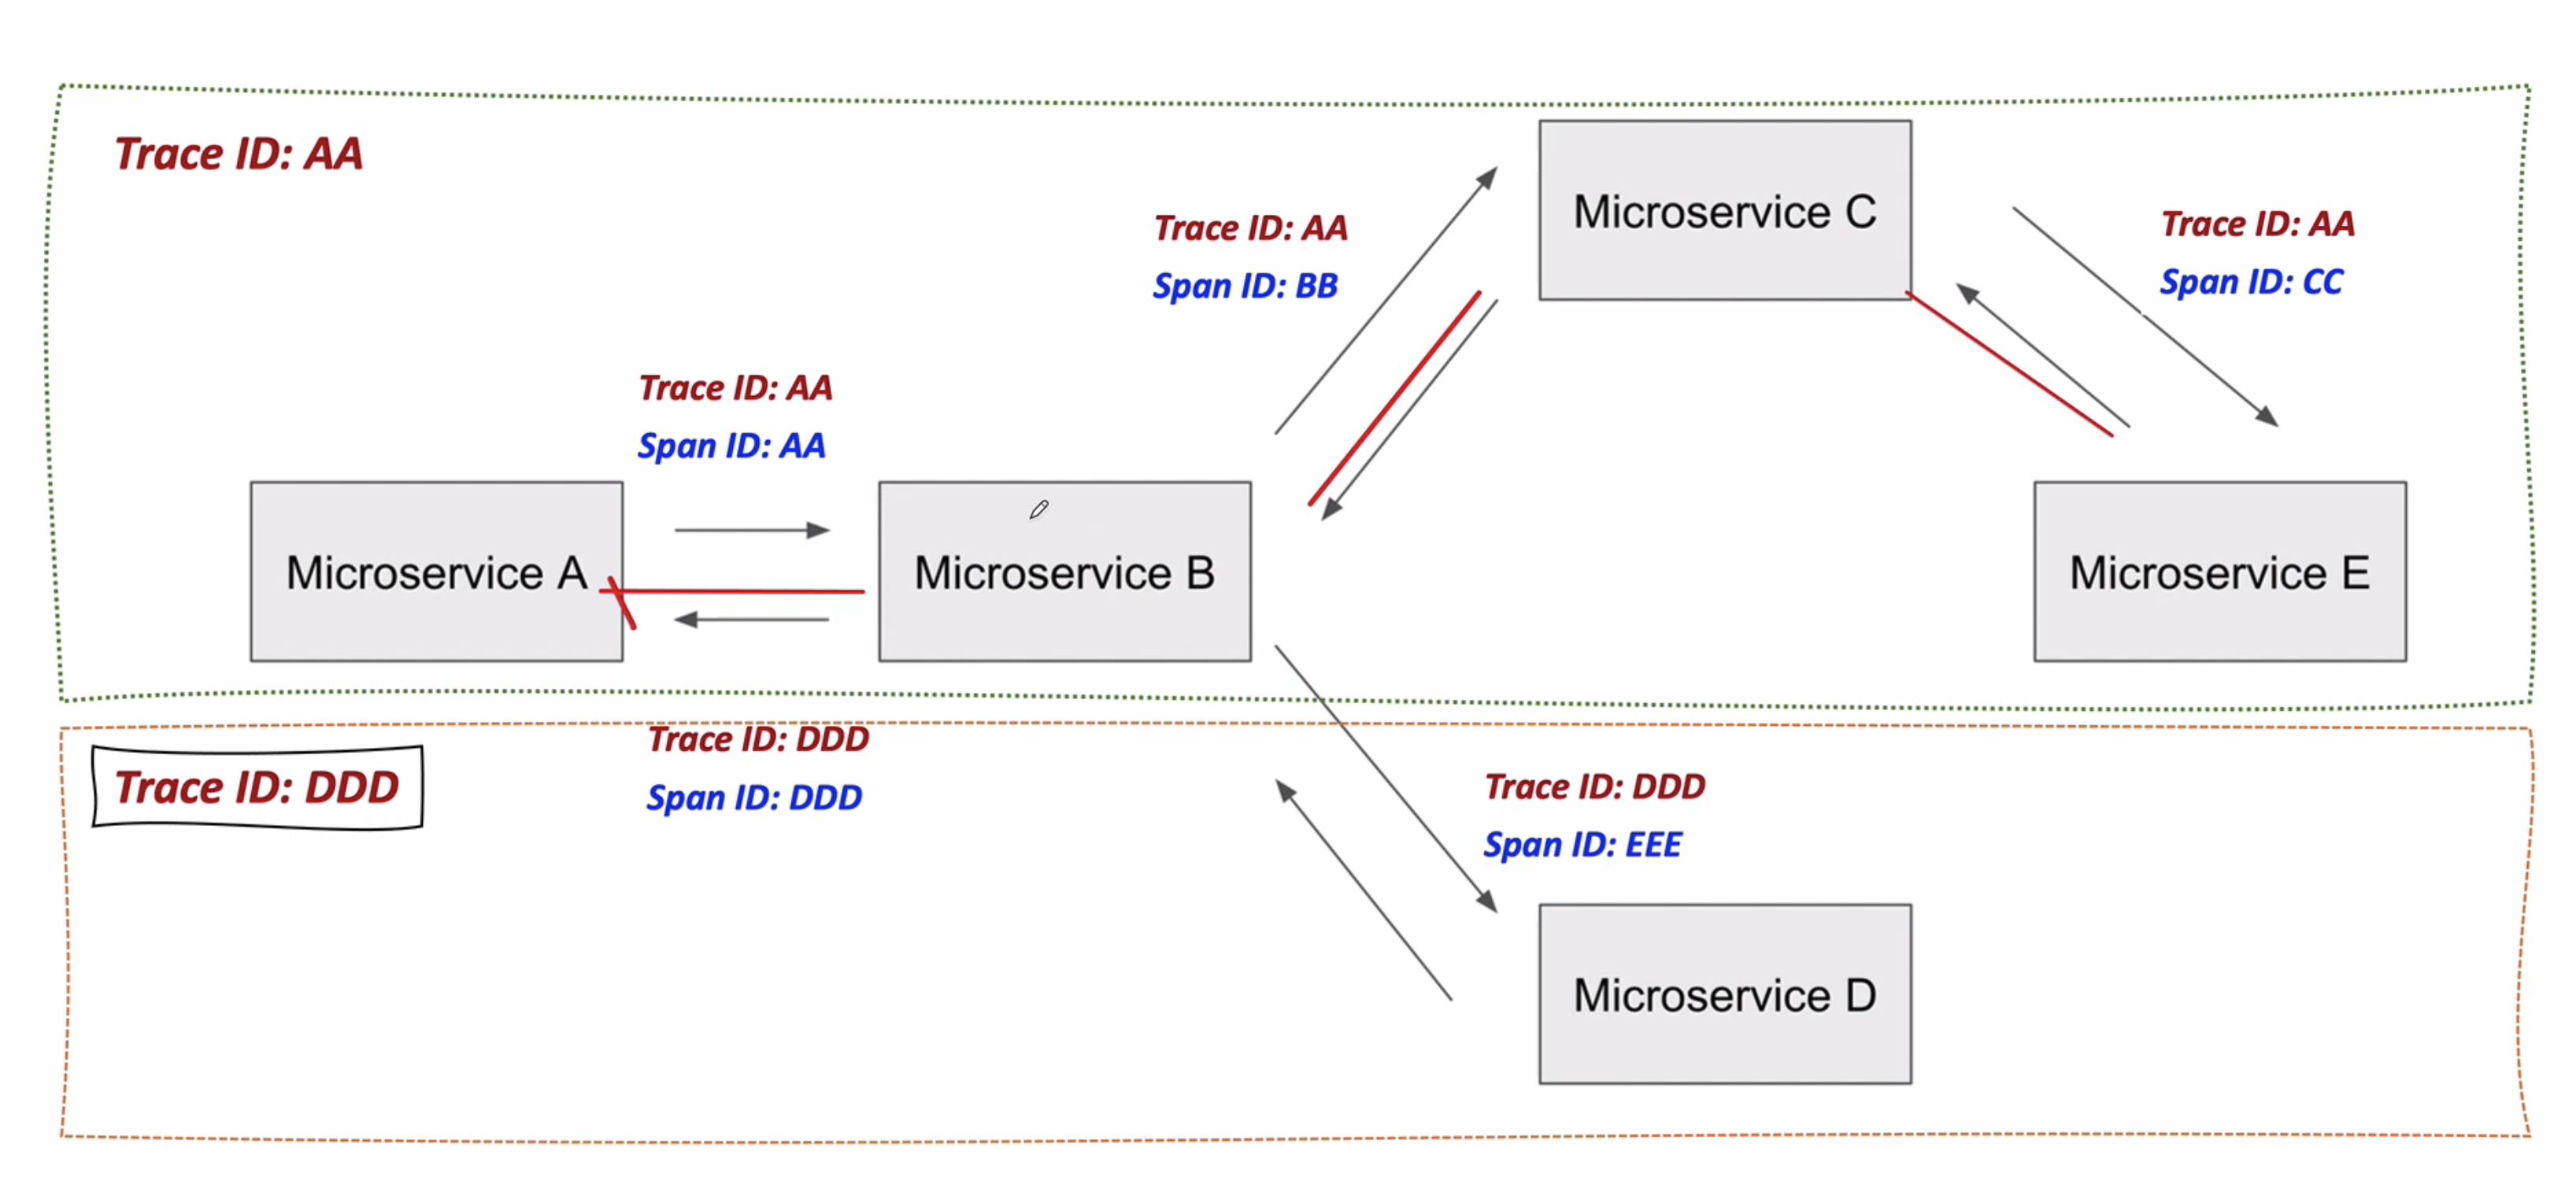 Trace ID: AA
Microservice C
Trace ID: AA
Span ID: BB
Trace ID: AA
Span ID: CC
Trace ID: AA
Span ID: AA
Microservice A
Microservice B
Microservice E
Trace ID: DDD
Trace ID: DDD
Span ID: DDD
Trace ID: DDD
Span ID: EEE
Microservice D